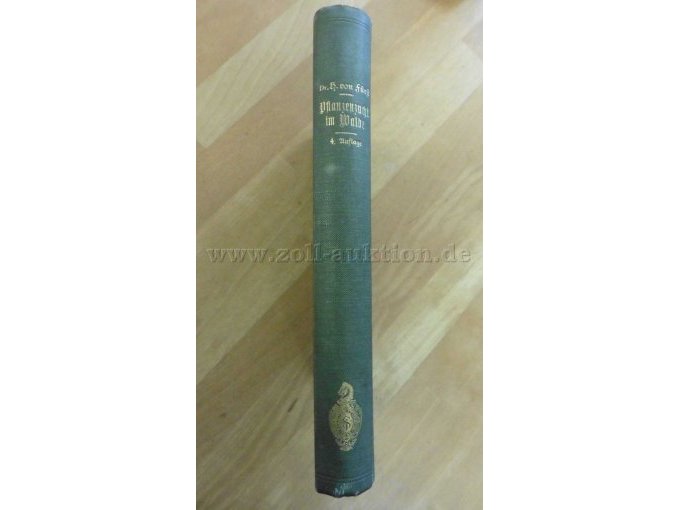 Dr. H. von Fürst
Pflanzenzucht
im Walde
4. Auflage
www.zoll-auktion.de